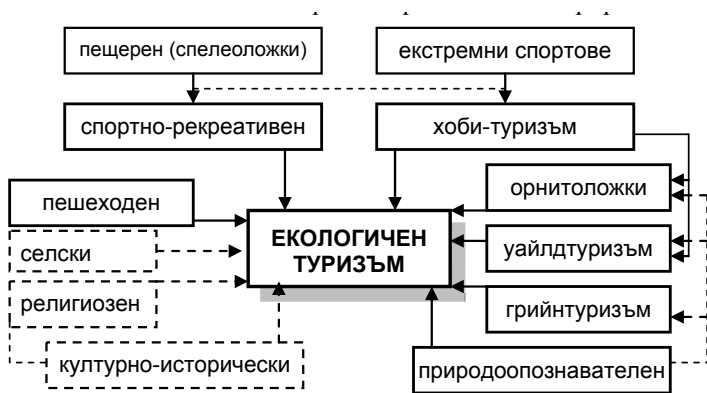 пещерен (спелеоложки)
екстремни спортове
спортно-рекреативен
хоби-туризъм
орнитоложки
пешеходен
ЕКОЛОГИЧЕН
ТУРИЗЪМ
уайлдтуризъм
селски
религиозен
грийнтуризъм
културно-исторически
природоопознавателен